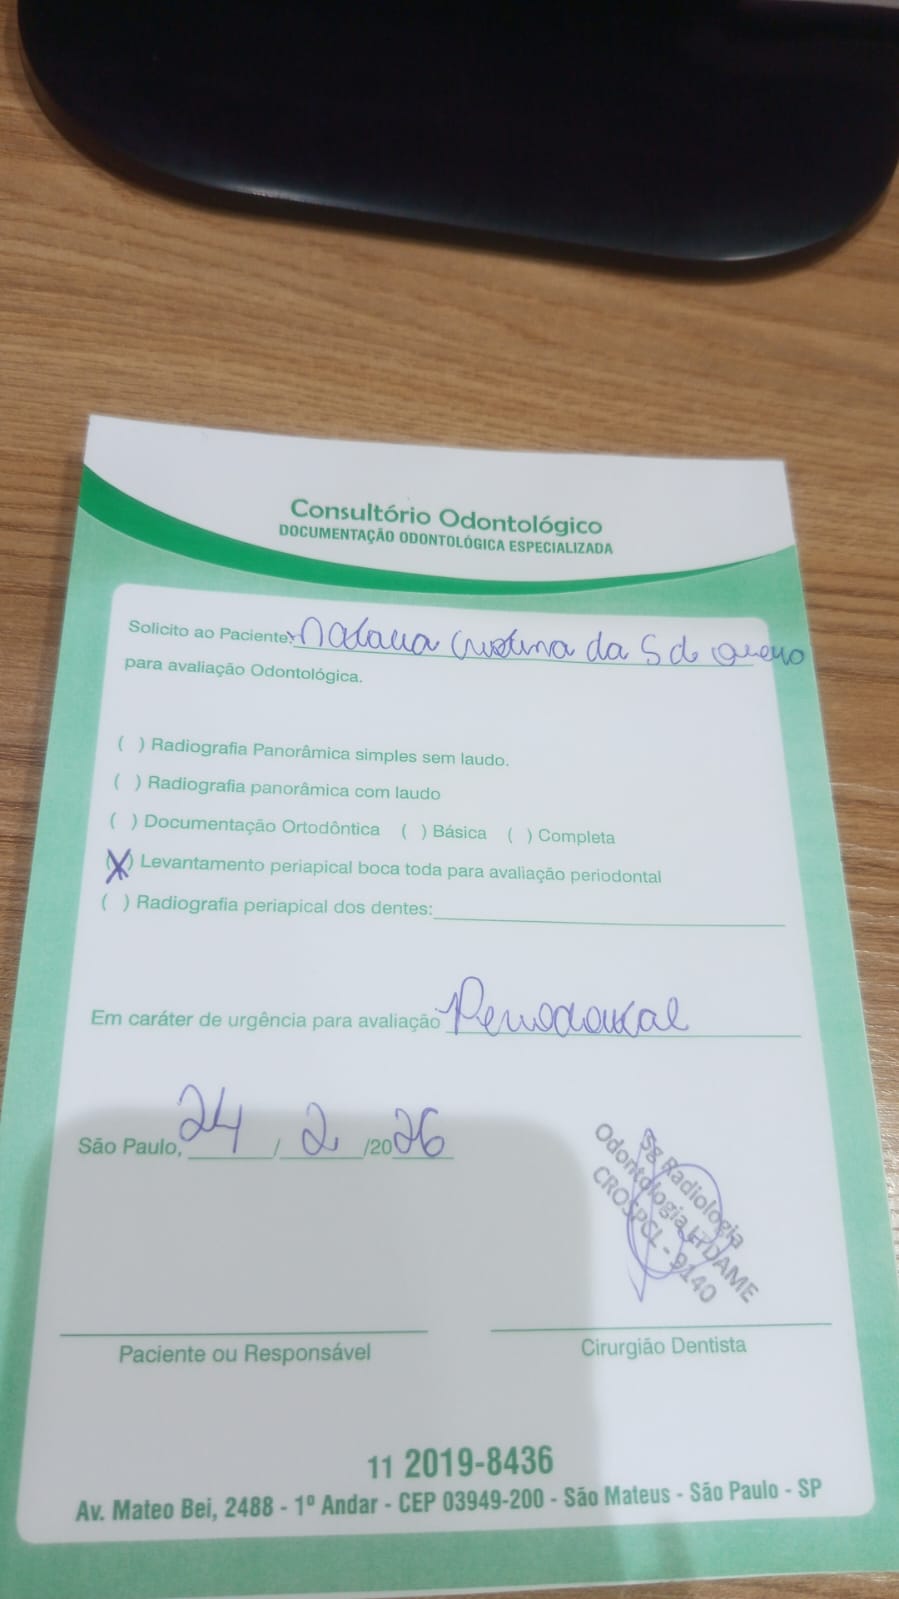 Consultório Odontológico
DOCUMENTAÇÃO ODONTOLÓGICA ESPECIALIZADA
Solicito ao Paciente: Natalia Cristina da S de
para avaliação Odontológica.
( ) Radiografia Panorâmica simples sem laudo.
( ) Radiografia panorâmica com laudo
( ) Documentação Ortodôntica ( ) Básica ( ) Completa
(X) Levantamento periapical boca toda para avaliação periodontal
( ) Radiografia periapical dos dentes:
Em caráter de urgência para avaliação Periodontal
São Paulo, 24 / 2 /2026
Sg Radiologia
Odontologia LTDAME
CROSPCL - 9140
Paciente ou Responsável
Cirurgião Dentista
11 2019-8436
Av. Mateo Bei, 2488 - 1º Andar - CEP 03949-200 - São Mateus - São Paulo - SP